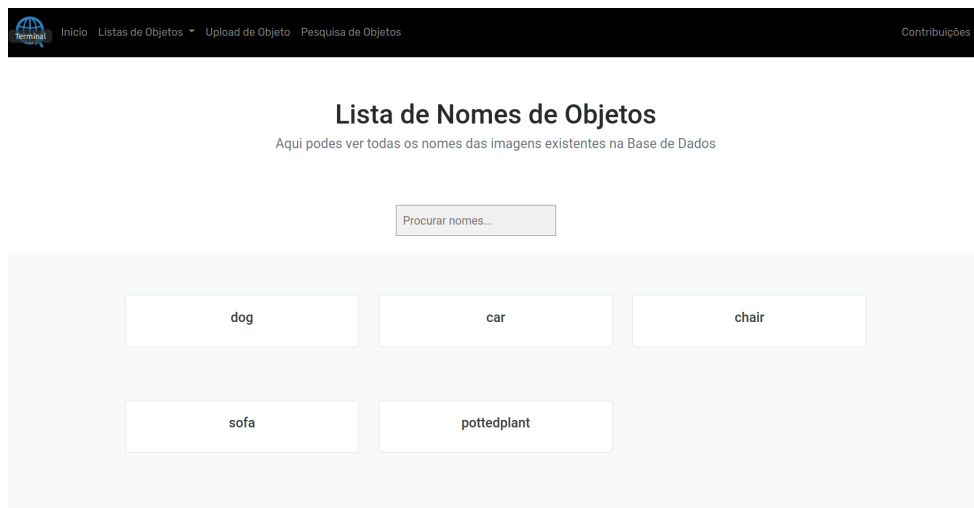 Terminal
Inicio Listas de Objetos Upload de Objeto Pesquisa de Objetos Contribuições
Lista de Nomes de Objetos
Aqui podes ver todas os nomes das imagens existentes na Base de Dados
Procurar nomes...
dog car chair
sofa pottedplant